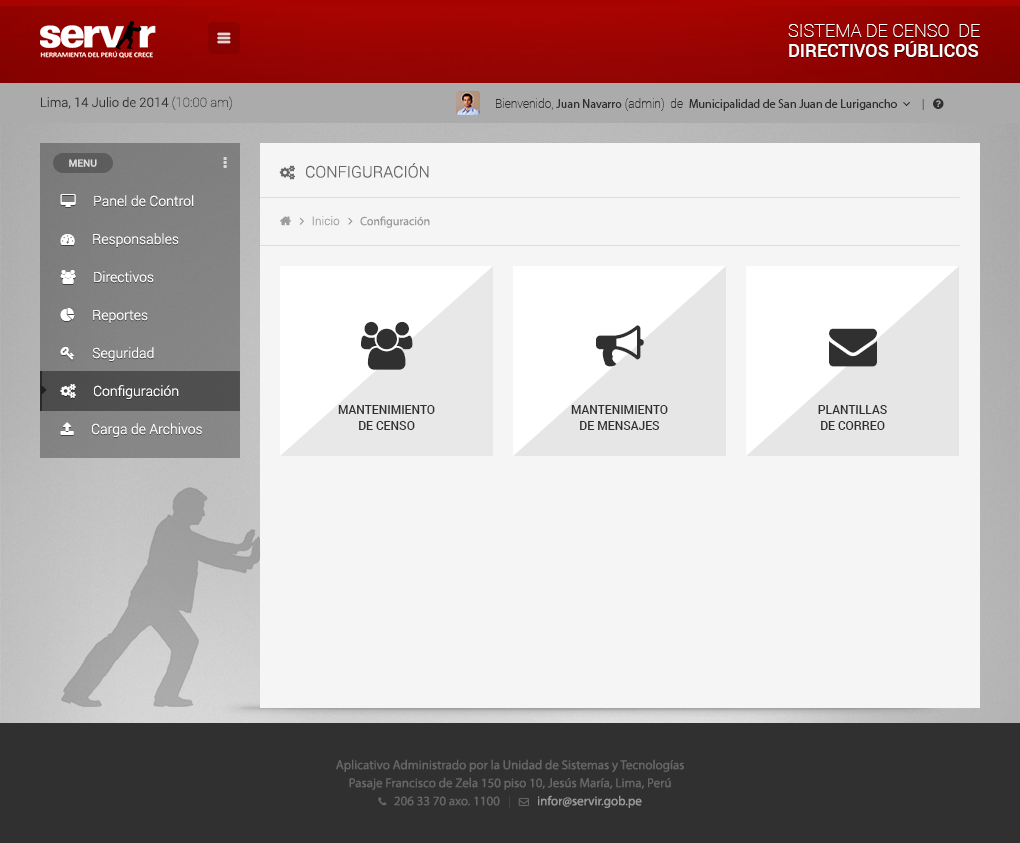 servir
HERRAMIENTA DEL PERÚ QUE CRECE
SISTEMA DE CENSO DE
DIRECTIVOS PÚBLICOS
Lima, 14 Julio de 2014 (10:00 am)
Bienvenido, Juan Navarro (admin) de Municipalidad de San Juan de Lurigancho |
MENU
Panel de Control
Responsables
Directivos
Reportes
Seguridad
Configuración
Carga de Archivos
CONFIGURACIÓN
Inicio > Configuración
MANTENIMIENTO
DE CENSO
MANTENIMIENTO
DE MENSAJES
PLANTILLAS
DE CORREO
Aplicativo Administrado por la Unidad de Sistemas y Tecnologías
Pasaje Francisco de Zela 150 piso 10, Jesús María, Lima, Perú
206 33 70 axo. 1100 | infor@servir.gob.pe